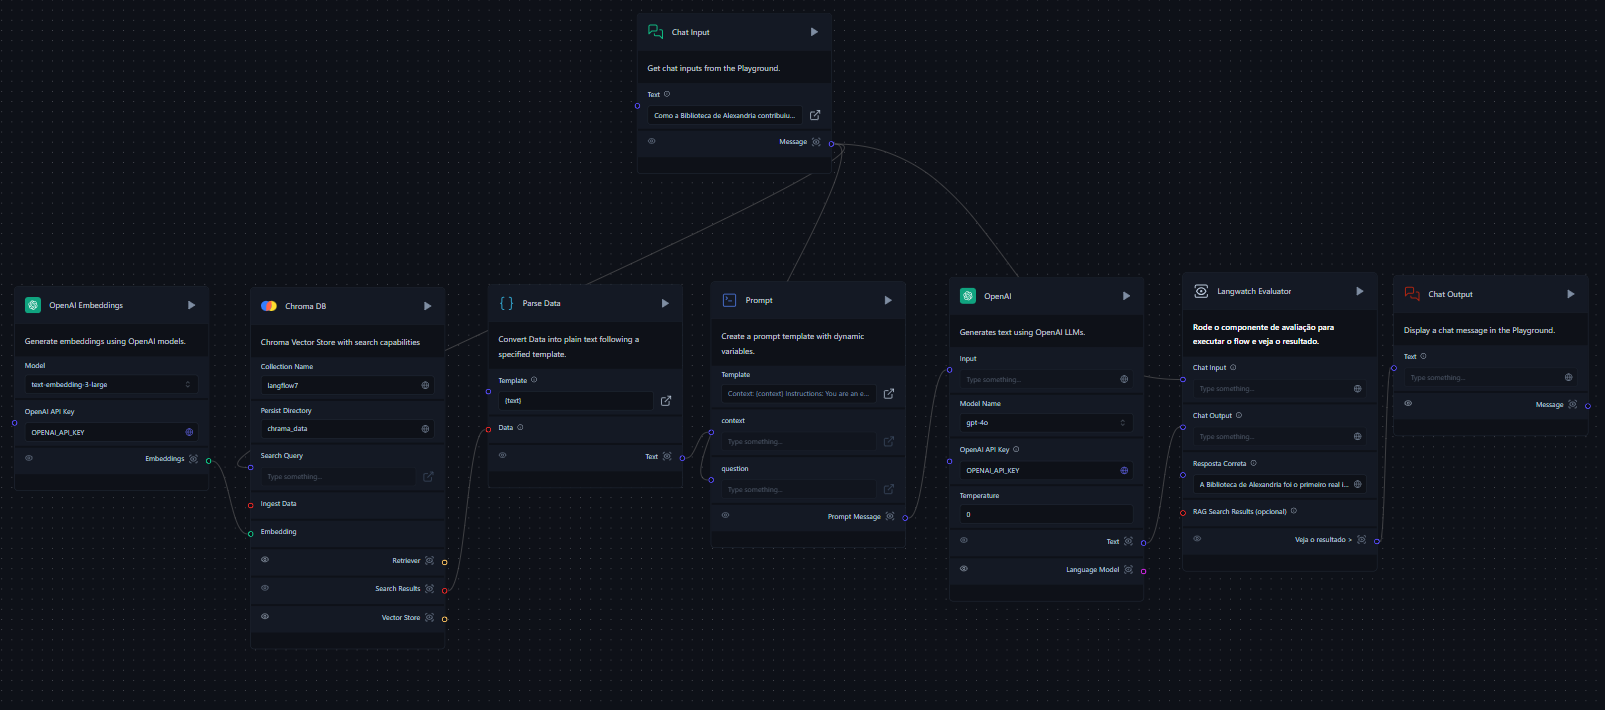 Chat Input
Get chat inputs from the Playground.
Text
Como a Biblioteca de Alexandria contribuiu...
Message
OpenAI Embeddings
Generate embeddings using OpenAI models.
Model
text-embedding-3-large
OpenAI API Key
OPENAI_API_KEY
Embeddings
Chroma DB
Chroma Vector Store with search capabilities
Collection Name
langflow7
Persist Directory
chrama_data
Search Query
Type something...
Ingest Data
Embedding
Retriever
Search Results
Vector Store
Parse Data
Convert Data into plain text following a
specified template.
Template
{text}
Data
Text
Prompt
Create a prompt template with dynamic
variables.
Template
Context: {context} Instructions: You are an e...
context
Type something...
question
Type something...
Prompt Message
OpenAI
Generates text using OpenAI LLMs.
Input
Type something...
Model Name
gpt-4o
OpenAI API Key
OPENAI_API_KEY
Temperature
0
Text
Language Model
Langwatch Evaluator
Rode o componente de avaliação para
executar o flow e veja o resultado.
Chat Input
Type something...
Chat Output
Type something...
Resposta Correta
A Biblioteca de Alexandria foi o primeiro real i...
RAG Search Results (opcional)
Veja o resultado >
Chat Output
Display a chat message in the Playground.
Text
Type something...
Message